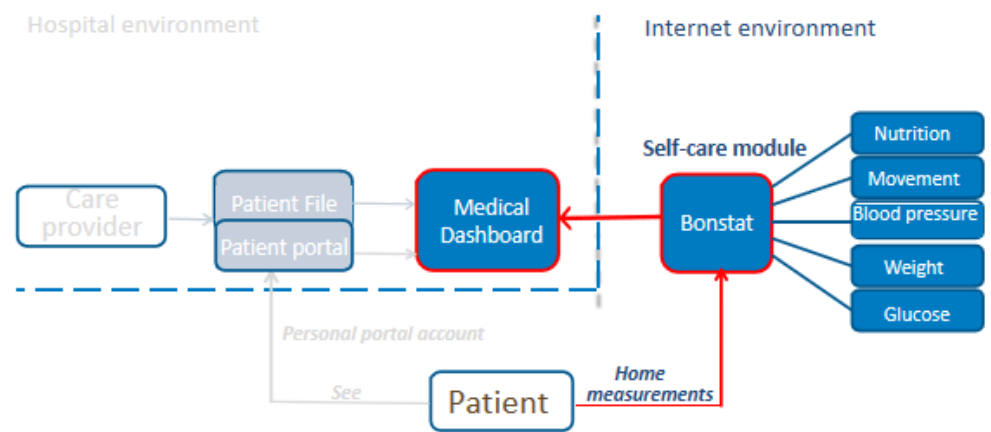 Hospital environment
Internet environment
Self-care module
Nutrition
Movement
Blood pressure
Weight
Glucose
Care
provider
Patient File
Patient portal
Medical
Dashboard
Bonstat
Personal portal account
See
Patient
Home
measurements